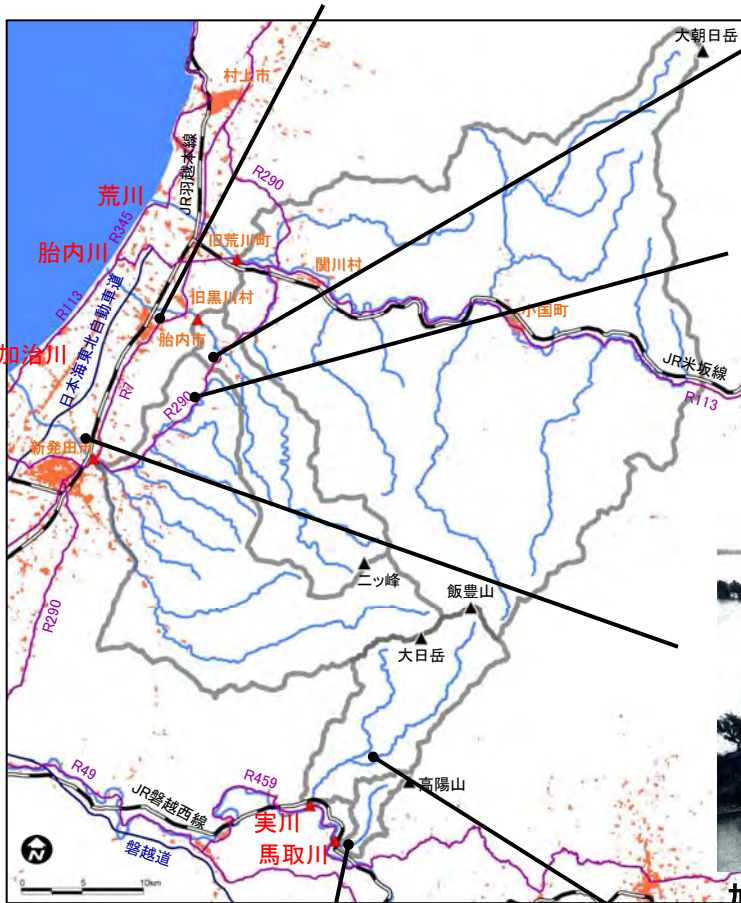 大朝日岳
村上市
JR羽越本線
R290
荒川
R345
旧荒川町
胎内川
関川村
日本海東北自動車道
R113
旧黒川村
小国町
胎内市
加治川
JR米坂線
R7
R290
R113
新発田市
二ッ峰
飯豊山
R290
大日岳
R49
JR磐越西線
R459
高陽山
実川
磐越道
馬取川
N
0 5 10km